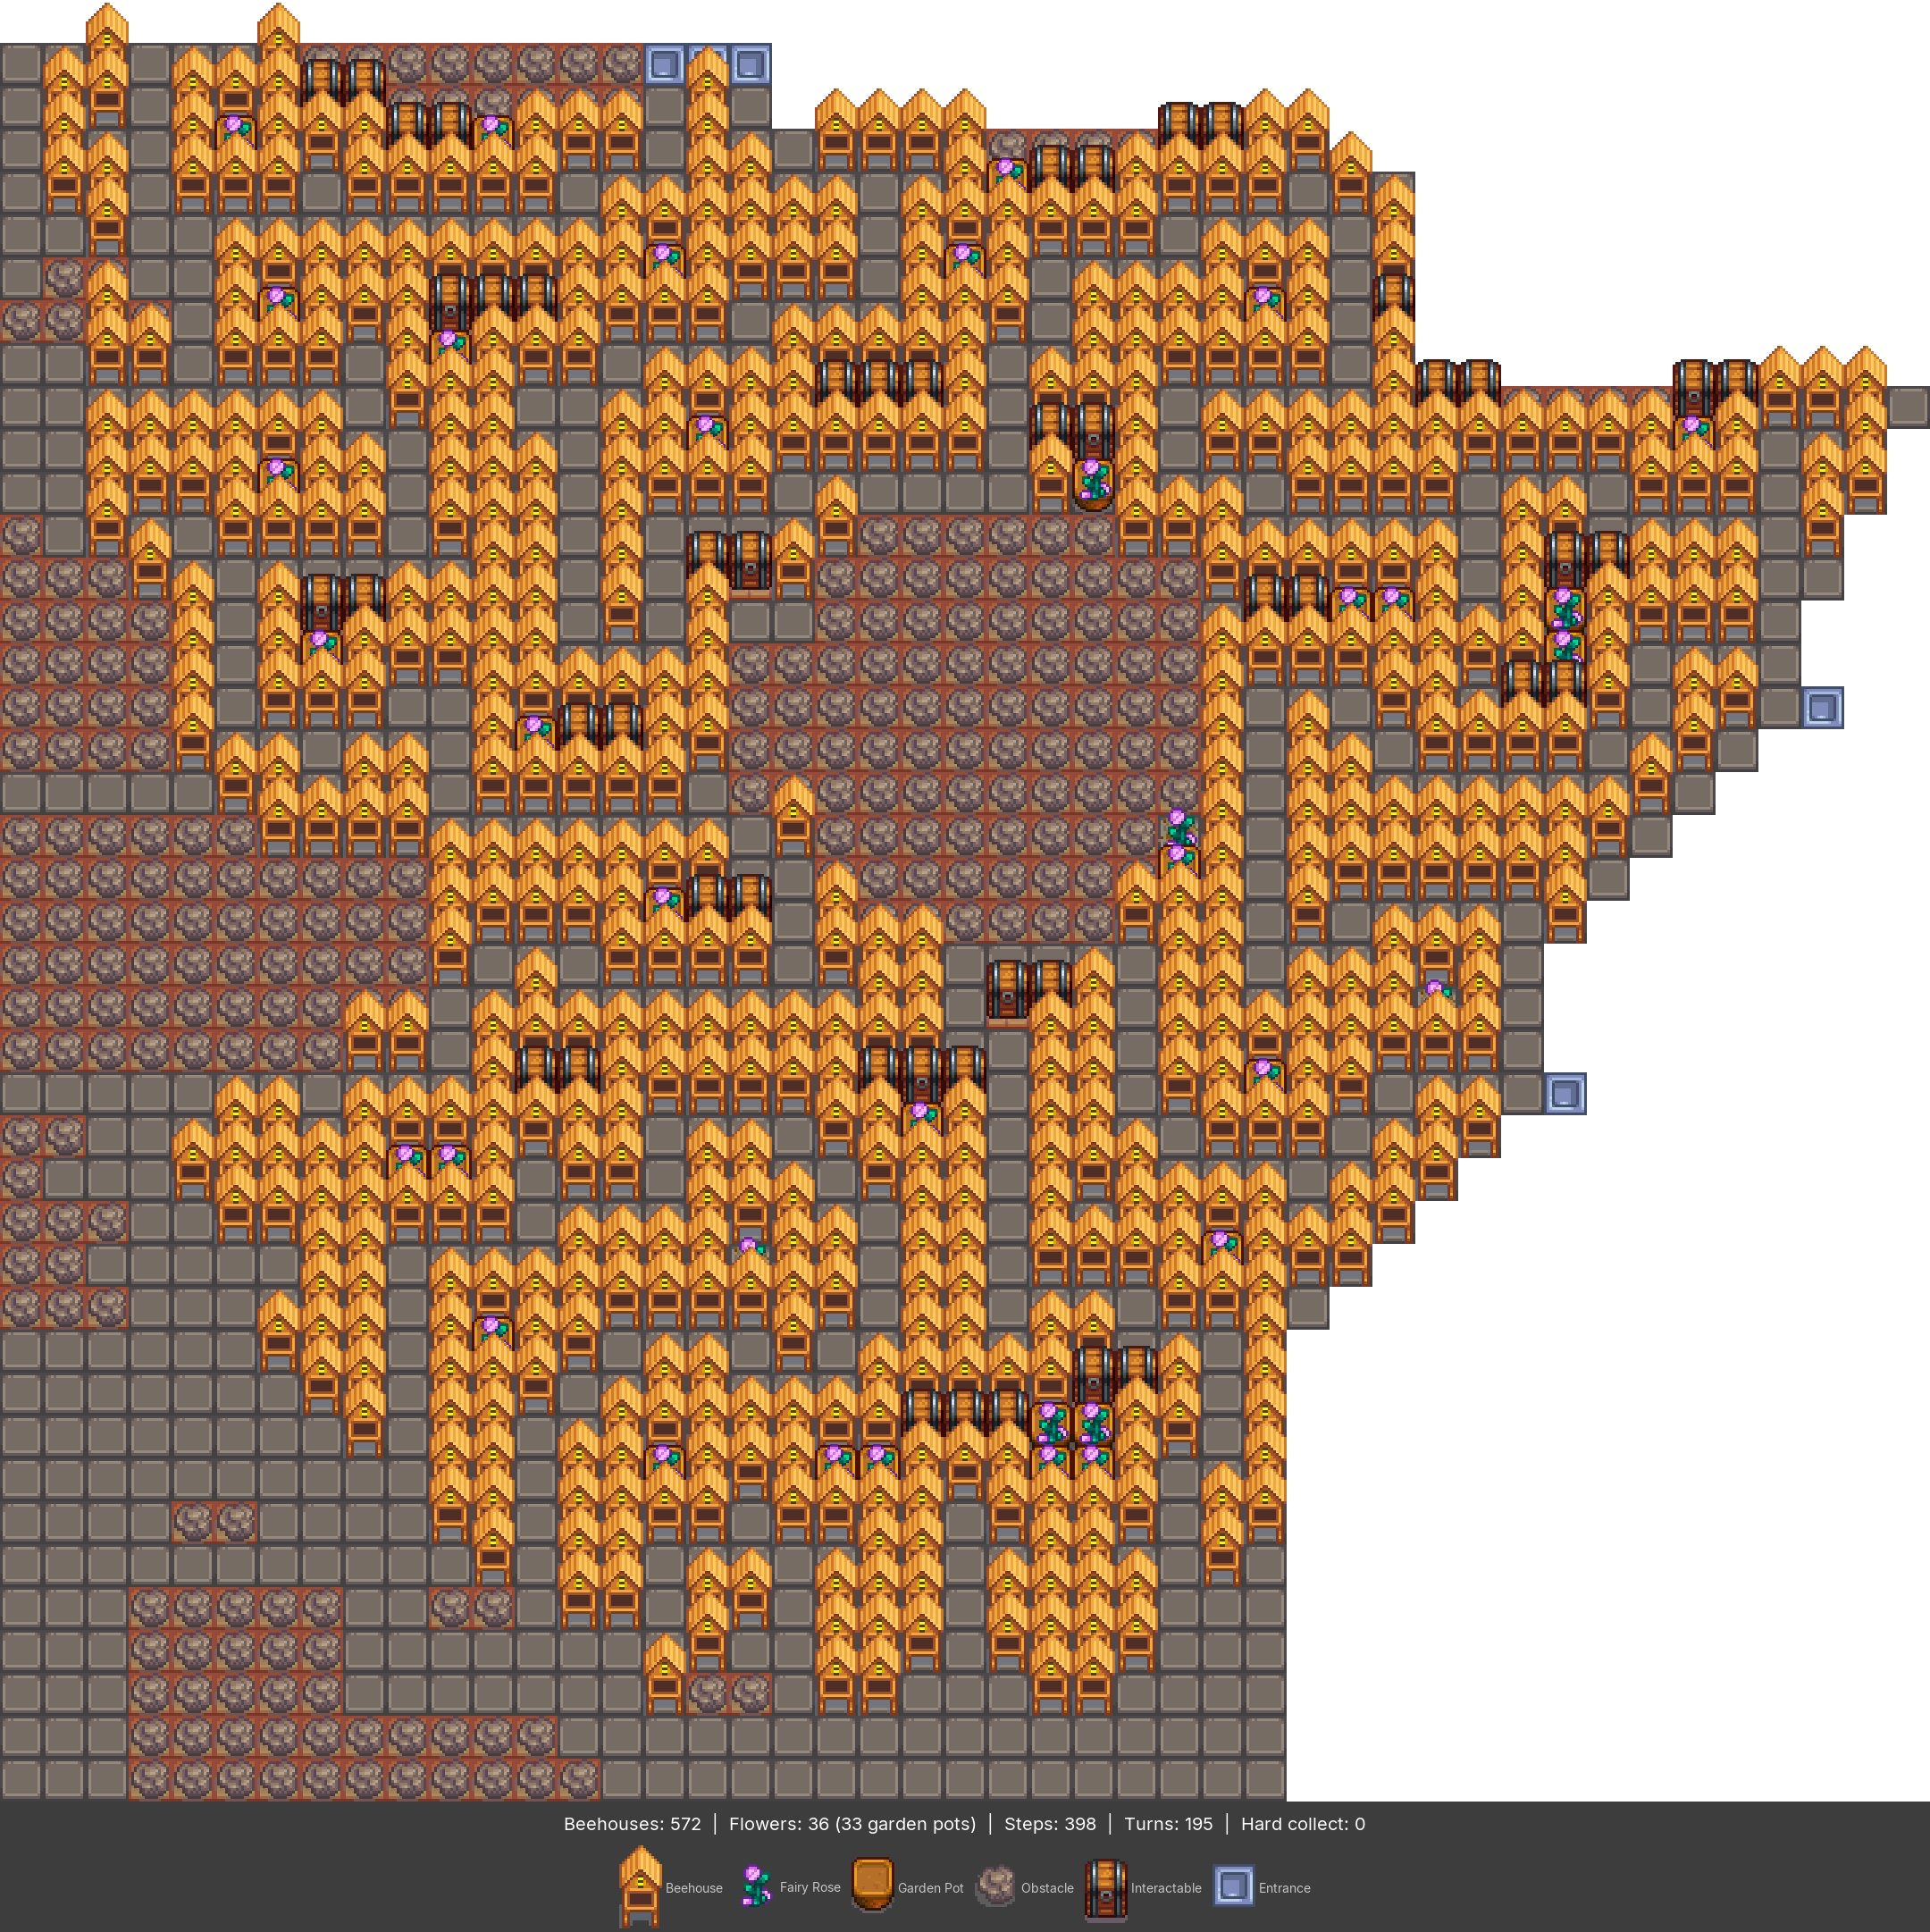 Beehouses: 572 | Flowers: 36 (33 garden pots) | Steps: 398 | Turns: 195 | Hard collect: 0
Beehouse Fairy Rose Garden Pot Obstacle Interactable Entrance